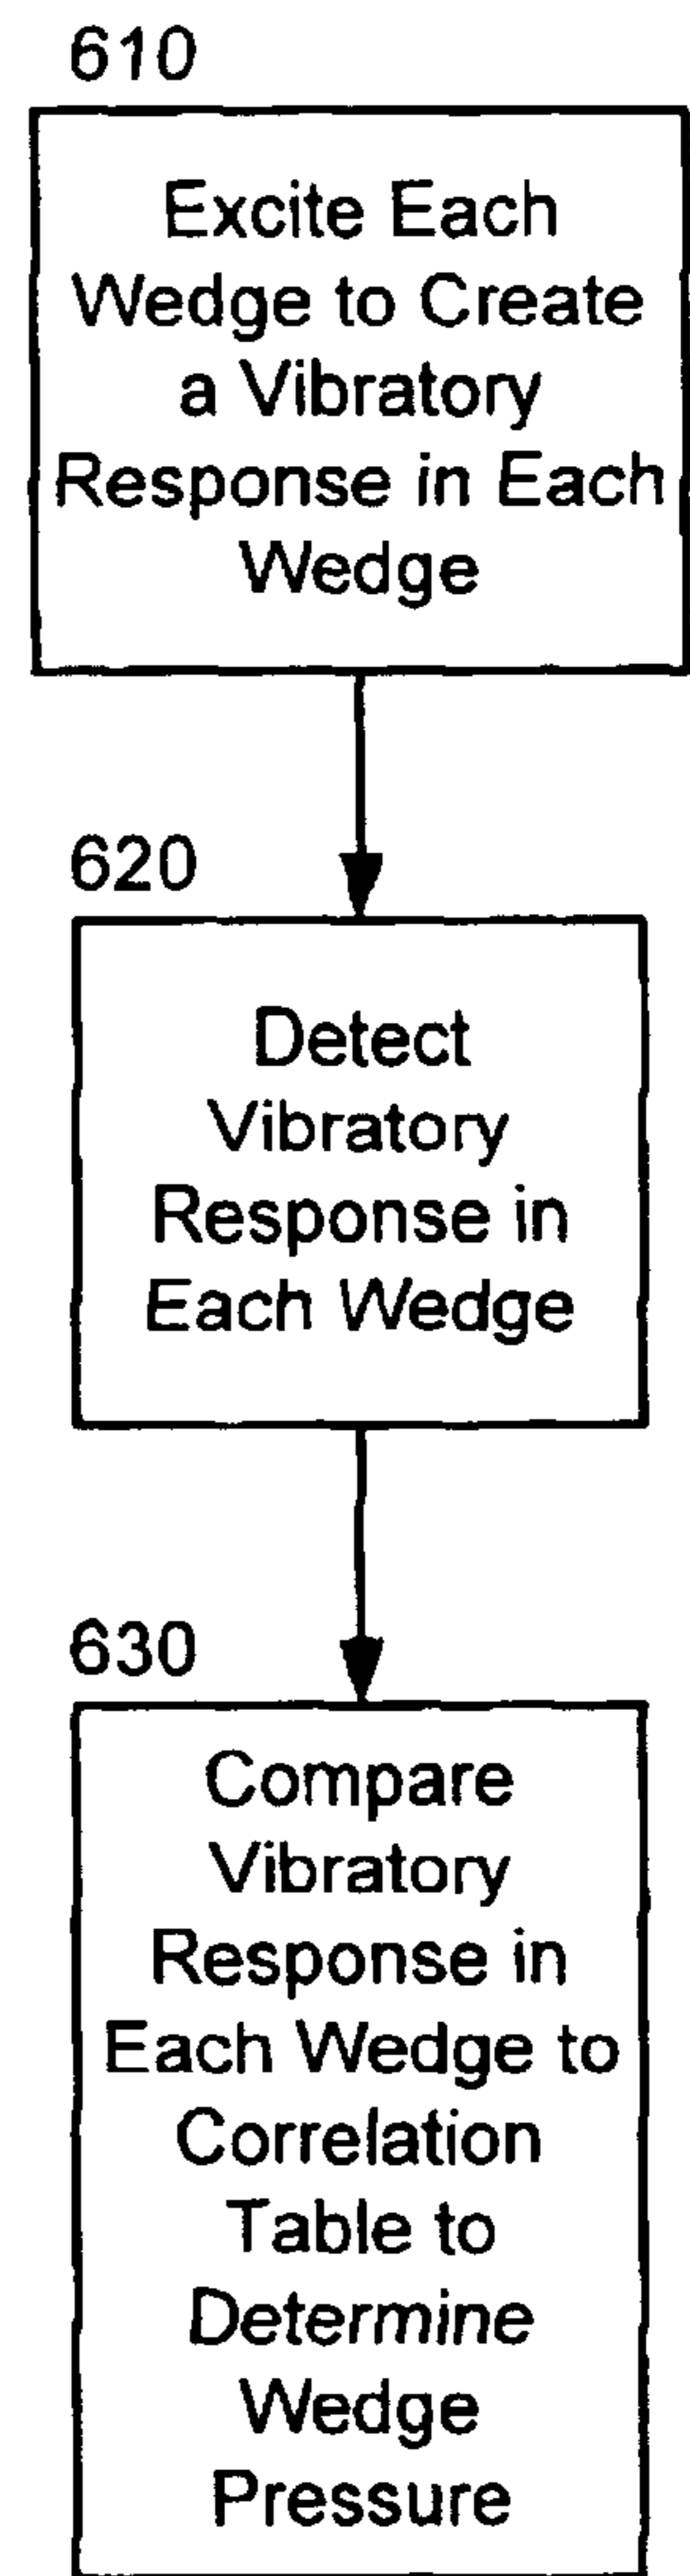 610
Excite Each
Wedge to Create
a Vibratory
Response in Each
Wedge
620
Detect
Vibratory
Response in
Each Wedge
630
Compare
Vibratory
Response in
Each Wedge to
Correlation
Table to
Determine
Wedge
Pressure